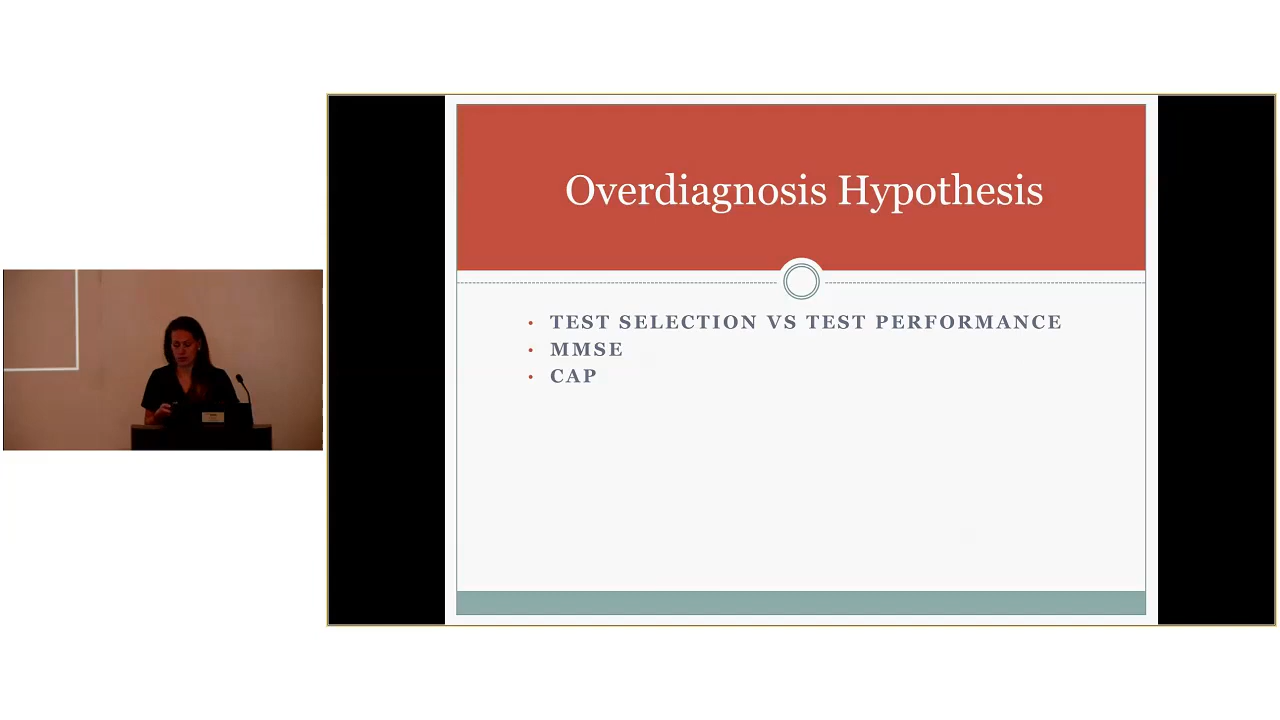 Overdiagnosis Hypothesis
• TEST SELECTION VS TEST PERFORMANCE
• MMSE
• CAP